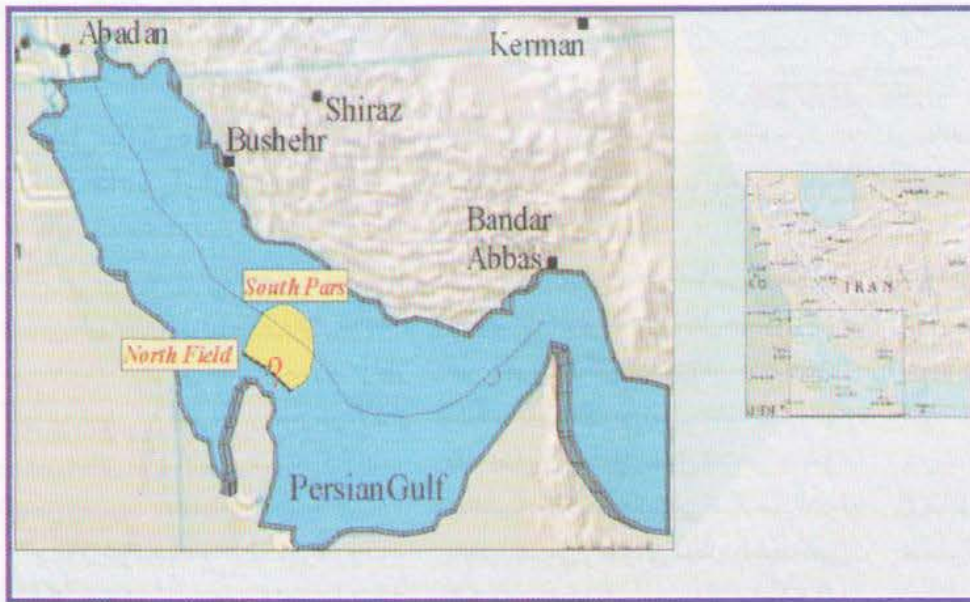 Abadan
Kerman
Shiraz
Bushehr
Bandar
Abbas
South Pars
North Field
Persian Gulf
IRAN